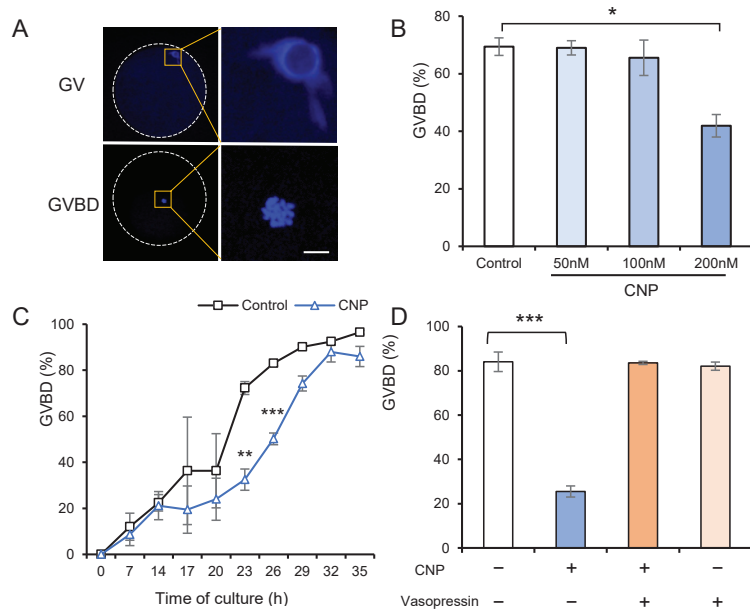 A
GV
GVBD
B
*
GVBD (%)
80
60
40
20
0
Control
50nM
100nM
200nM
CNP
C
Control
CNP
GVBD (%)
100
80
60
40
20
0
**
***
0
7
14
17
20
23
26
29
32
35
Time of culture (h)
D
***
GVBD (%)
100
80
60
40
20
0
CNP − + + −
Vasopressin − − + +